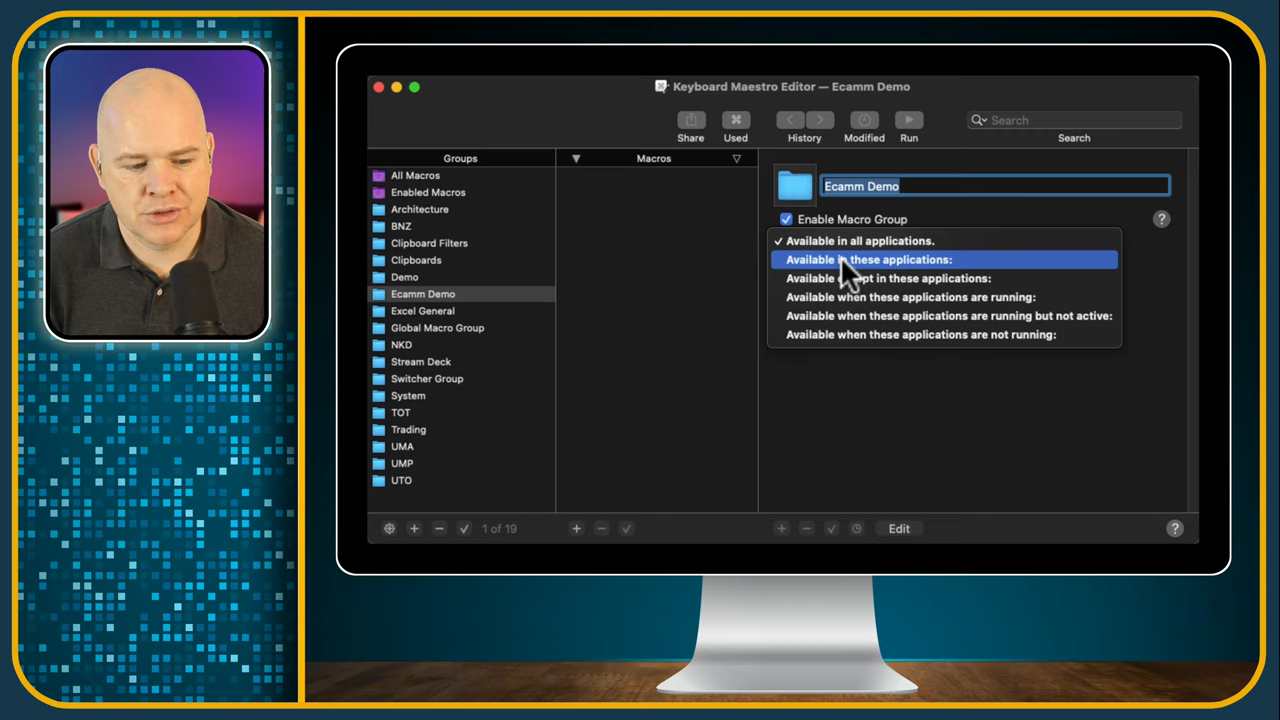 Keyboard Maestro Editor — Ecamm Demo
Share
Used
History
Modified
Run
Search
Search
Groups
Macros
All Macros
Enabled Macros
Architecture
BNZ
Clipboard Filters
Clipboards
Demo
Ecamm Demo
Excel General
Global Macro Group
NKD
Stream Deck
Switcher Group
System
TOT
Trading
UMA
UMP
UTO
1 of 19
Ecamm Demo
Enable Macro Group
?
Available in all applications.
Available in these applications:
Available pt in these applications:
Available when these applications are running:
Available when these applications are running but not active:
Available when these applications are not running:
Edit
?